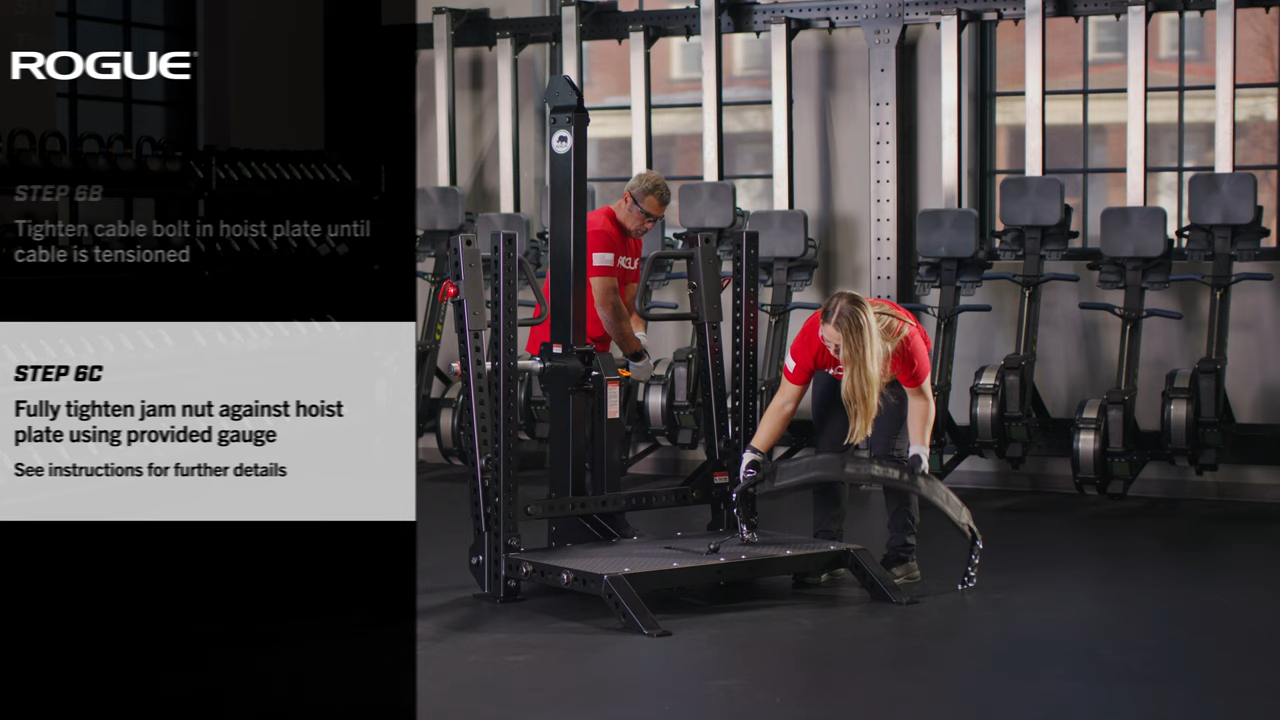 ROGUE
STEP 6B
Tighten cable bolt in hoist plate until
cable is tensioned
STEP 6C
Fully tighten jam nut against hoist
plate using provided gauge
See instructions for further details
ROGUE